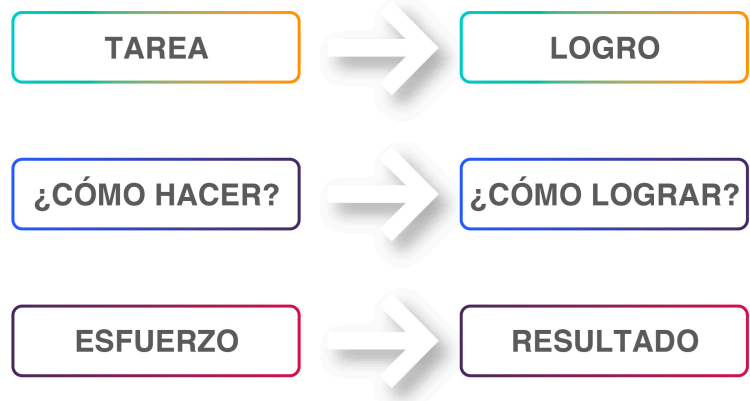 TAREA
LOGRO
¿CÓMO HACER?
¿CÓMO LOGRAR?
ESFUERZO
RESULTADO